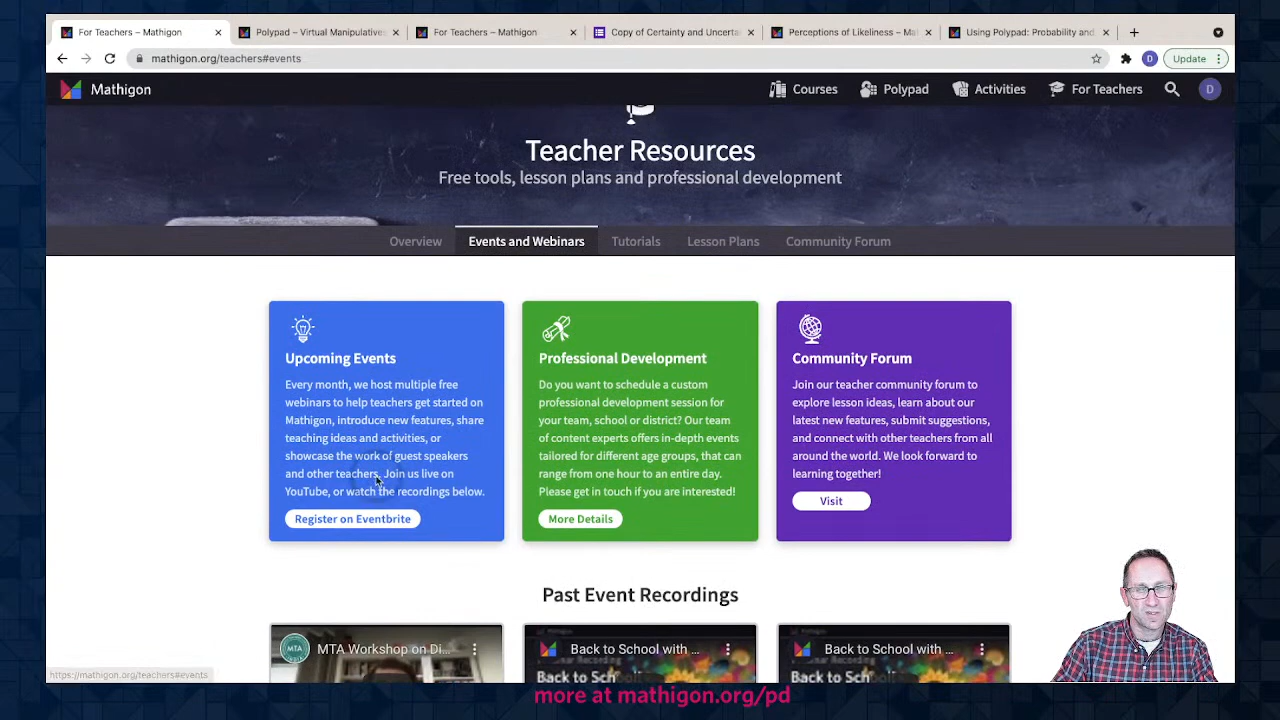 For Teachers – Mathigon
Polypad – Virtual Manipulatives
For Teachers – Mathigon
Copy of Certainty and Uncerta
Perceptions of Likeliness – Mat
Using Polypad: Probability and
mathigon.org/teachers#events
D
Update
Mathigon
Courses
Polypad
Activities
For Teachers
D
Teacher Resources
Free tools, lesson plans and professional development
Overview
Events and Webinars
Tutorials
Lesson Plans
Community Forum
Upcoming Events
Every month, we host multiple free
webinars to help teachers get started on
Mathigon, introduce new features, share
teaching ideas and activities, or
showcase the work of guest speakers
and other teachers. Join us live on
YouTube, or watch the recordings below.
Register on Eventbrite
Professional Development
Do you want to schedule a custom
professional development session for
your team, school or district? Our team
of content experts offers in-depth events
tailored for different age groups, that can
range from one hour to an entire day.
Please get in touch if you are interested!
More Details
Community Forum
Join our teacher community forum to
explore lesson ideas, learn about our
latest new features, submit suggestions,
and connect with other teachers from all
around the world. We look forward to
learning together!
Visit
Past Event Recordings
MTA
MTA Workshop on Di...
Back to School with ...
Back to School with ...
https://mathigon.org/teachers#events
more at mathigon.org/pd